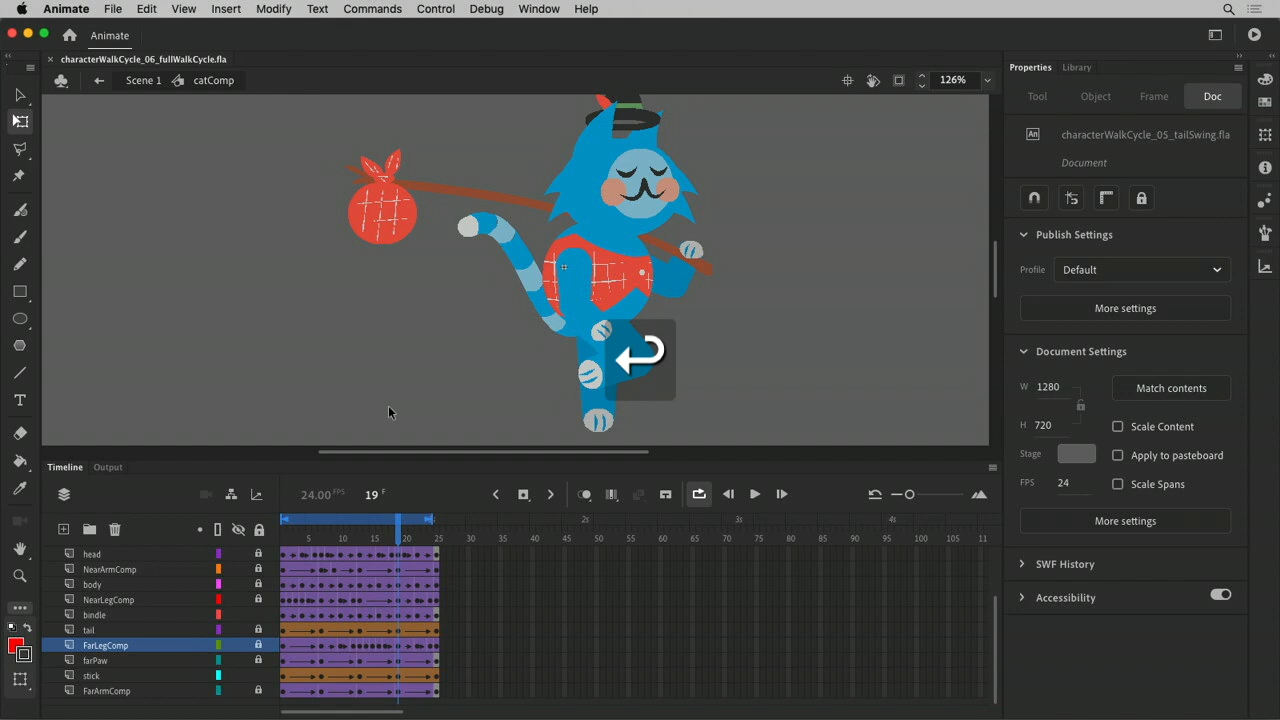 Animate File Edit View Insert Modify Text Commands Control Debug Window Help
Animate
× characterWalkCycle_06_fullWalkCycle.fla
Scene 1 catComp 126%
Properties Library
Tool Object Frame Doc
An characterWalkCycle_05_tailSwing.fla
Document
Publish Settings
Profile Default
More settings
Document Settings
W 1280 Match contents
H 720 Scale Content
Stage Apply to pasteboard
FPS 24 Scale Spans
More settings
SWF History
Accessibility
Timeline Output
24.00 FPS 19 F
2s 3s 4s
5 10 15 20 25 30 35 40 45 50 55 60 65 70 75 80 85 90 95 100 105 11
head
NearArmComp
body
NearLegComp
bindle
tail
FarLegComp
farPaw
stick
FarArmComp